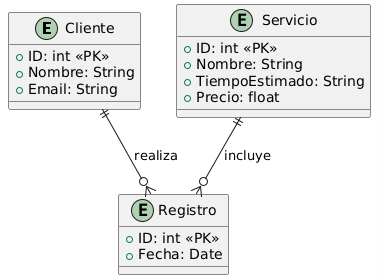 E Cliente
ID: int «PK»
Nombre: String
Email: String
E Servicio
ID: int «PK»
Nombre: String
TiempoEstimado: String
Precio: float
realiza
incluye
E Registro
ID: int «PK»
Fecha: Date